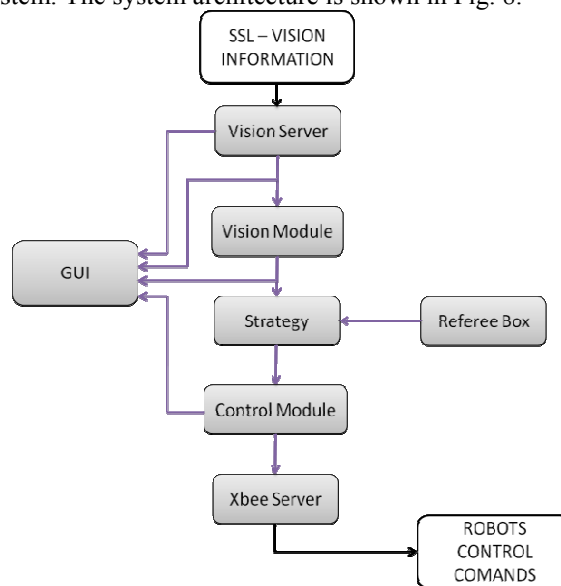 stem. The system architecture is shown in Fig. 6.
SSL – VISION
INFORMATION
Vision Server
Vision Module
GUI
Strategy
Referee Box
Control Module
Xbee Server
ROBOTS
CONTROL
COMANDS